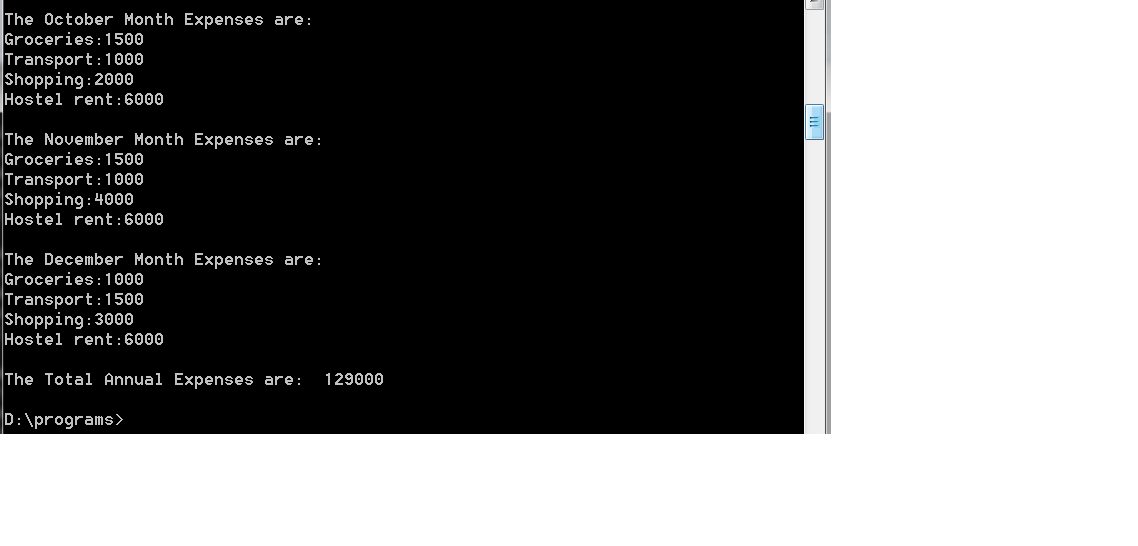 The October Month Expenses are:
Groceries:1500
Transport:1000
Shopping:2000
Hostel rent:6000
The November Month Expenses are:
Groceries:1500
Transport:1000
Shopping:4000
Hostel rent:6000
The December Month Expenses are:
Groceries:1000
Transport:1500
Shopping:3000
Hostel rent:6000
The Total Annual Expenses are:  129000
D:\programs>